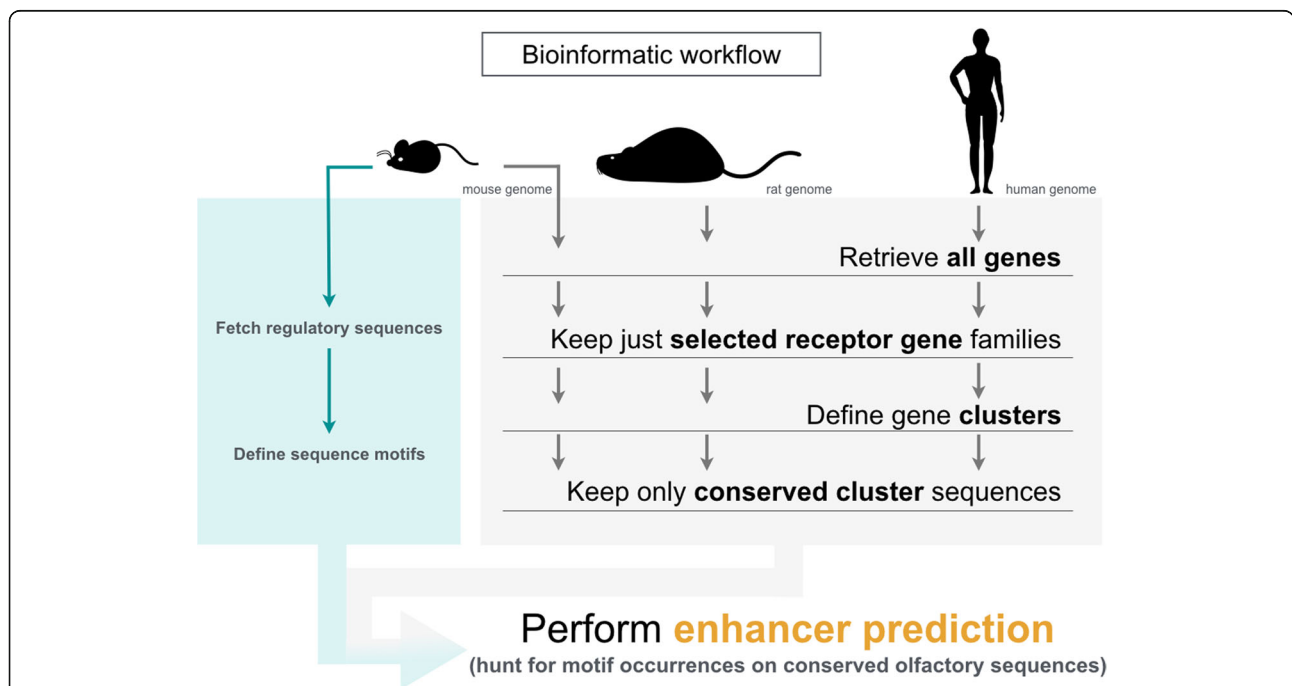 Bioinformatic workflow
mouse genome
rat genome
human genome
Retrieve all genes
Fetch regulatory sequences
Keep just selected receptor gene families
Define gene clusters
Define sequence motifs
Keep only conserved cluster sequences
Perform enhancer prediction
(hunt for motif occurrences on conserved olfactory sequences)